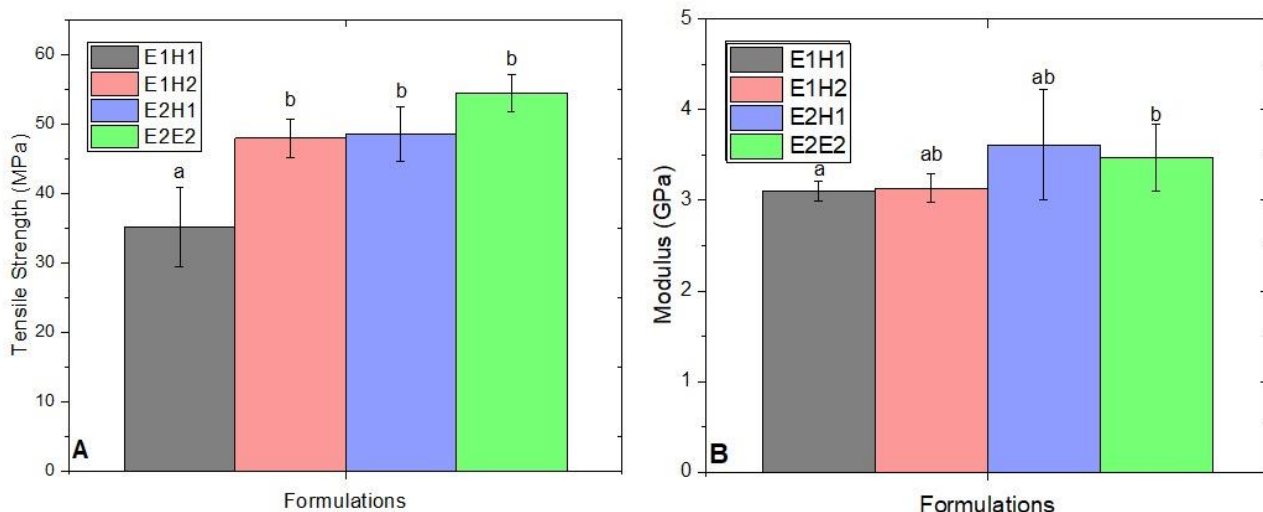 Tensile Strength (MPa)
60
50
40
30
20
10
0
E1H1
E1H2
E2H1
E2E2
a
b
b
b
A
Formulations
Modulus (GPa)
5
4
3
2
1
0
E1H1
E1H2
E2H1
E2E2
a
ab
ab
b
B
Formulations